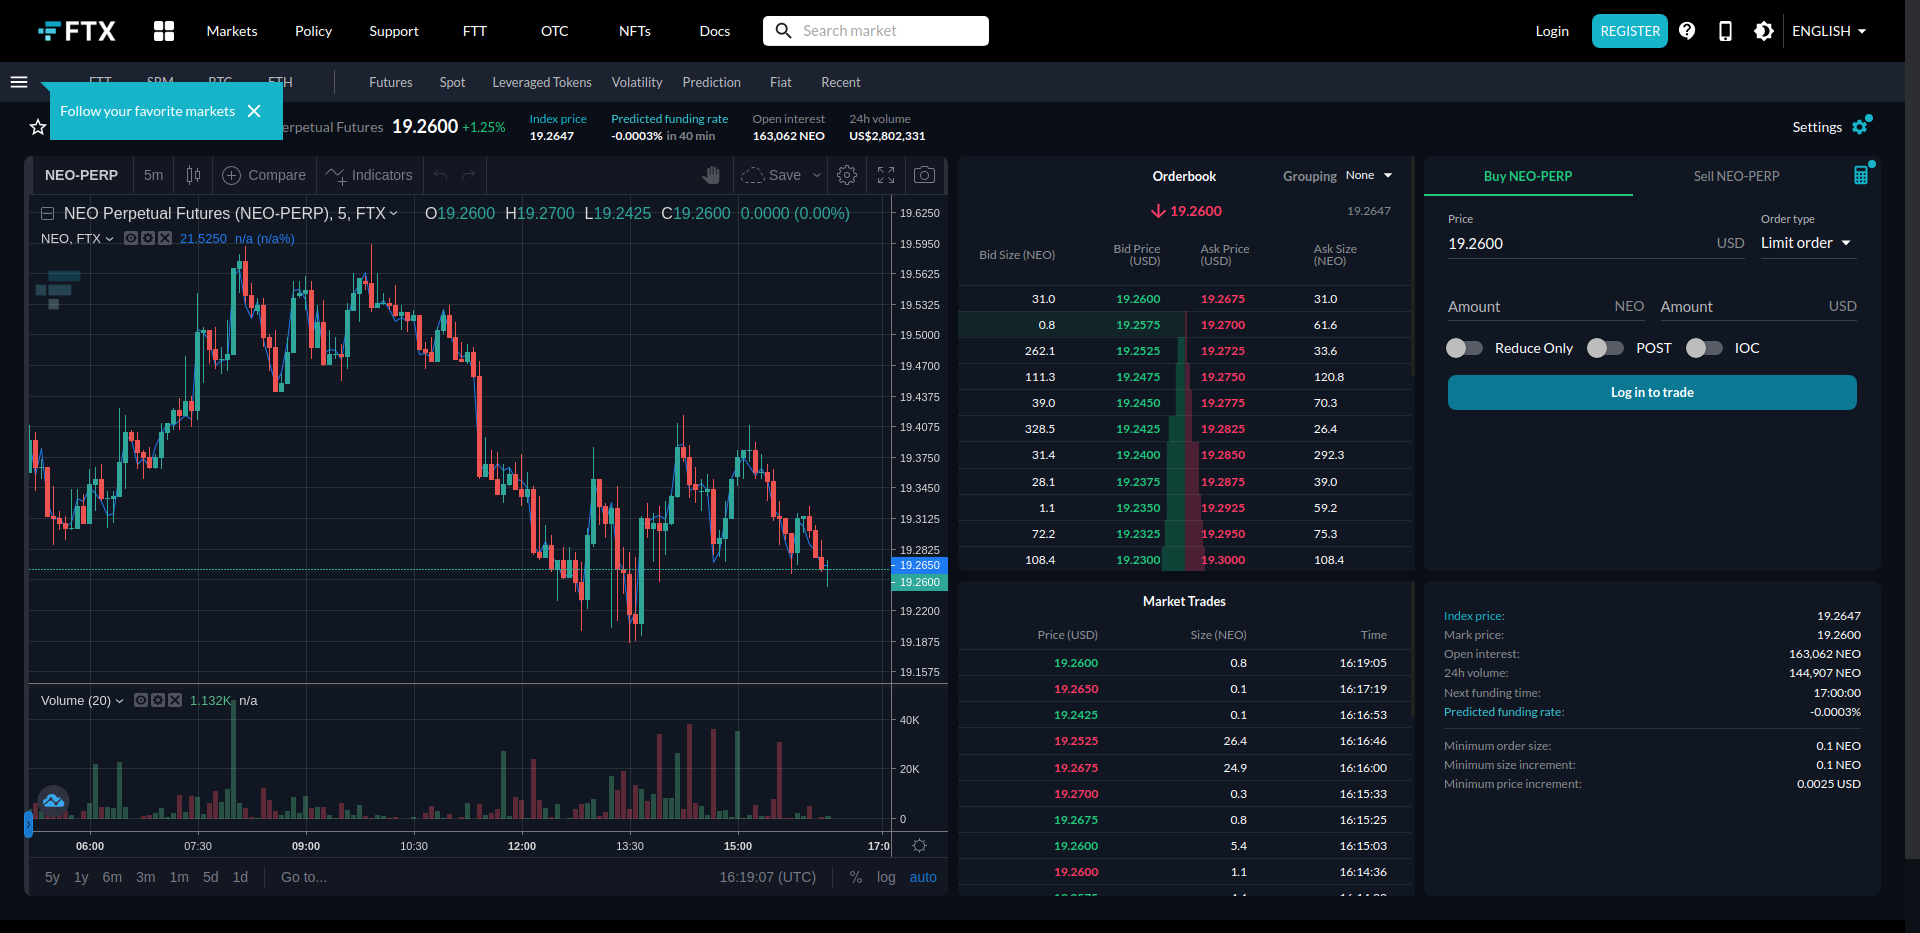 FTX
Markets
Policy
Support
FTT
OTC
NFTs
Docs
Search market
Login
REGISTER
ENGLISH
FTT
SRM
BTC
ETH
Futures
Spot
Leveraged Tokens
Volatility
Prediction
Fiat
Recent
Follow your favorite markets
erpetual Futures
19.2600 +1.25%
Index price
19.2647
Predicted funding rate
-0.0003% in 40 min
Open interest
163,062 NEO
24h volume
US$2,802,331
Settings
NEO-PERP
5m
Compare
Indicators
Save
NEO Perpetual Futures (NEO-PERP), 5, FTX
O19.2600 H19.2700 L19.2425 C19.2600 0.0000 (0.00%)
NEO, FTX
21.5250 n/a (n/a%)
19.6250
19.5950
19.5625
19.5325
19.5000
19.4700
19.4375
19.4075
19.3750
19.3450
19.3125
19.2825
19.2650
19.2600
19.2200
19.1875
19.1575
Volume (20)
1.132K n/a
40K
20K
0
06:00 07:30 09:00 10:30 12:00 13:30 15:00 17:0
5y 1y 6m 3m 1m 5d 1d Go to...
16:19:07 (UTC) % log auto
Orderbook
Grouping None
19.2600
19.2647
Bid Size (NEO) Bid Price (USD) Ask Price (USD) Ask Size (NEO)
31.0 19.2600 19.2675 31.0
0.8 19.2575 19.2700 61.6
262.1 19.2525 19.2725 33.6
111.3 19.2475 19.2750 120.8
39.0 19.2450 19.2775 70.3
328.5 19.2425 19.2825 26.4
31.4 19.2400 19.2850 292.3
28.1 19.2375 19.2875 39.0
1.1 19.2350 19.2925 59.2
72.2 19.2325 19.2950 75.3
108.4 19.2300 19.3000 108.4
Market Trades
Price (USD) Size (NEO) Time
19.2600 0.8 16:19:05
19.2650 0.1 16:17:19
19.2425 0.1 16:16:53
19.2525 26.4 16:16:46
19.2675 24.9 16:16:00
19.2700 0.3 16:15:33
19.2675 0.8 16:15:25
19.2600 5.4 16:15:03
19.2600 1.1 16:14:36
Buy NEO-PERP
Sell NEO-PERP
Price
19.2600 USD
Order type
Limit order
Amount NEO
Amount USD
Reduce Only
POST
IOC
Log in to trade
Index price: 19.2647
Mark price: 19.2600
Open interest: 163,062 NEO
24h volume: 144,907 NEO
Next funding time: 17:00:00
Predicted funding rate: -0.0003%
Minimum order size: 0.1 NEO
Minimum size increment: 0.1 NEO
Minimum price increment: 0.0025 USD